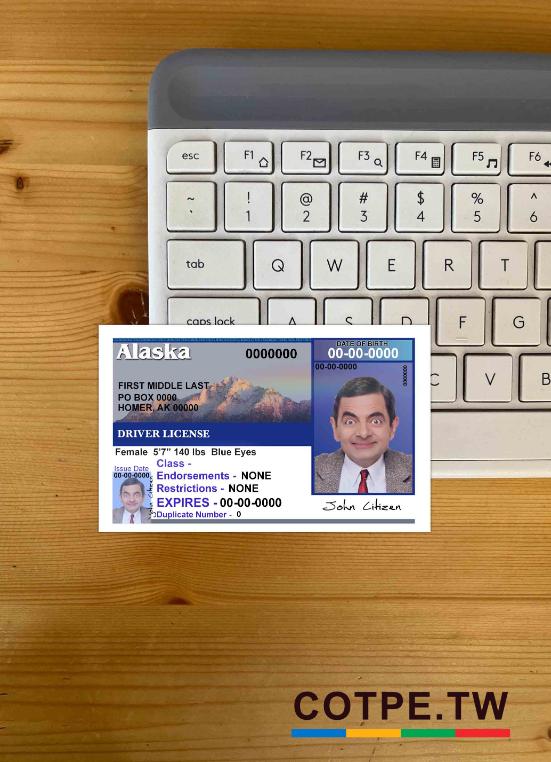 esc
F1
F2
F3
F4
F5
F6
~
`
!
1
@
2
#
3
$
4
%
5
^
6
tab
Q
W
E
R
T
caps lock
A
S
D
F
G
C
V
B
Alaska
0000000
DATE OF BIRTH
00-00-0000
00-00-0000
0000000
FIRST MIDDLE LAST
PO BOX 0000
HOMER, AK 00000
DRIVER LICENSE
Female 5'7" 140 lbs Blue Eyes
Class -
Issue Date
00-00-0000
Endorsements - NONE
Restrictions - NONE
EXPIRES - 00-00-0000
Duplicate Number - 0
John Citizen
John Citizen
COTPE.TW